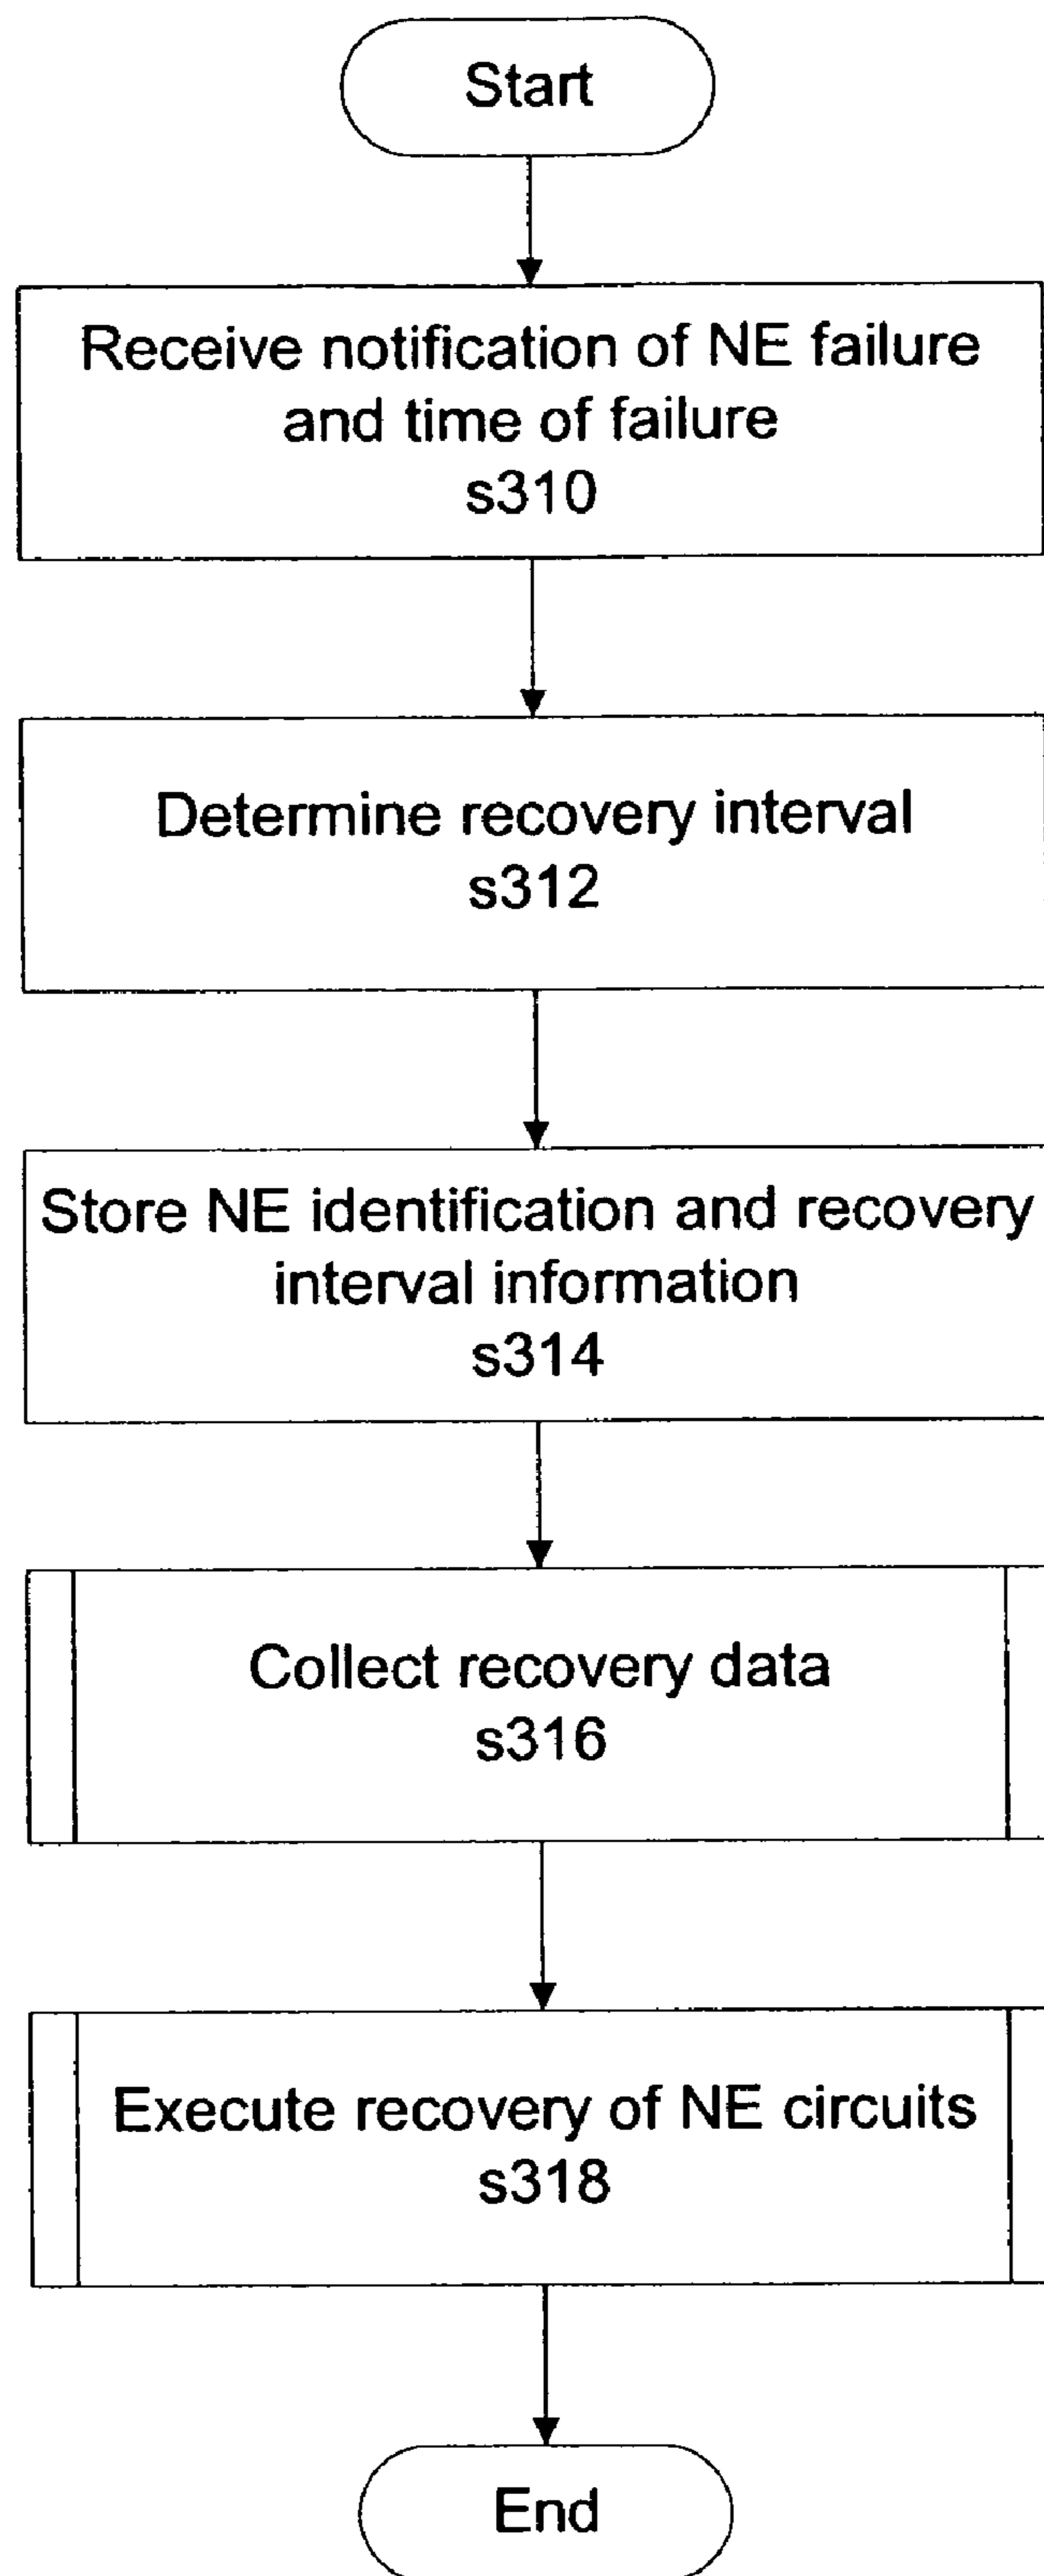 Start
Receive notification of NE failure
and time of failure
s310
Determine recovery interval
s312
Store NE identification and recovery
interval information
s314
Collect recovery data
s316
Execute recovery of NE circuits
s318
End